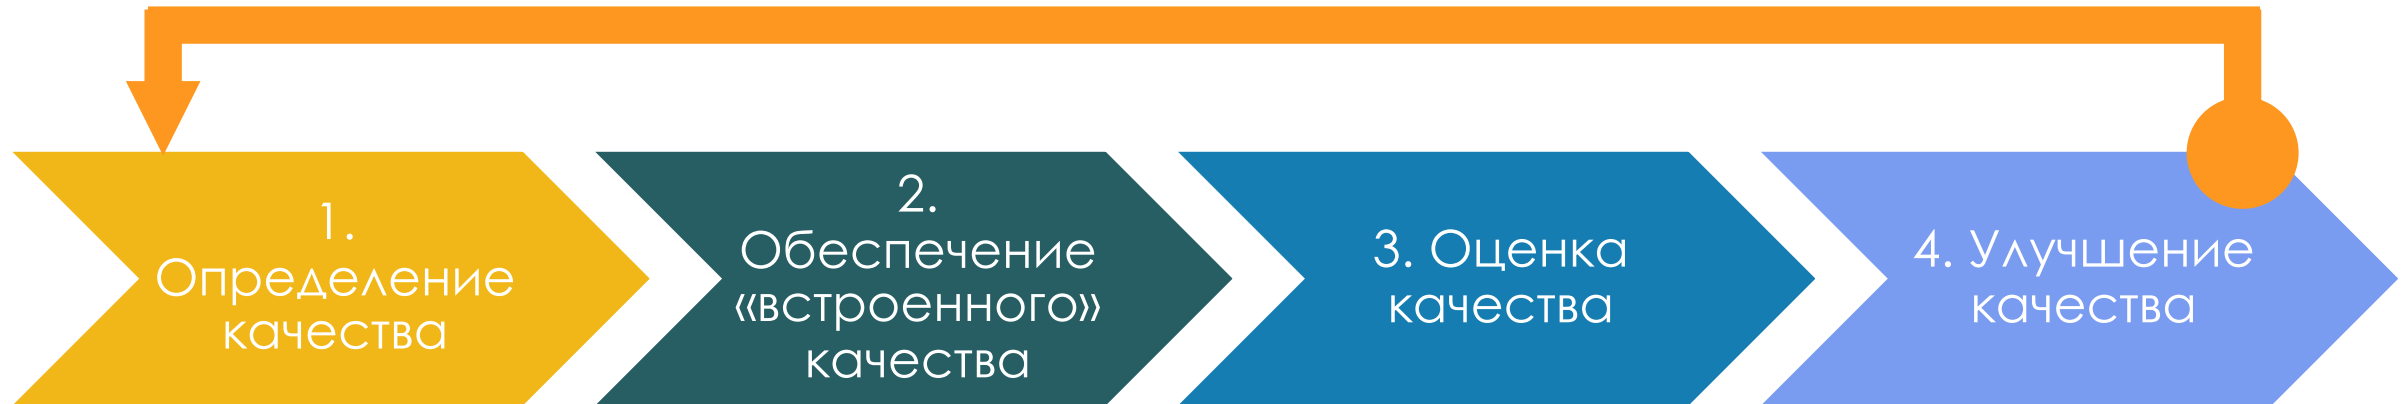 1.
Определение
качества
2.
Обеспечение
«встроенного»
качества
3. Оценка
качества
4. Улучшение
качества